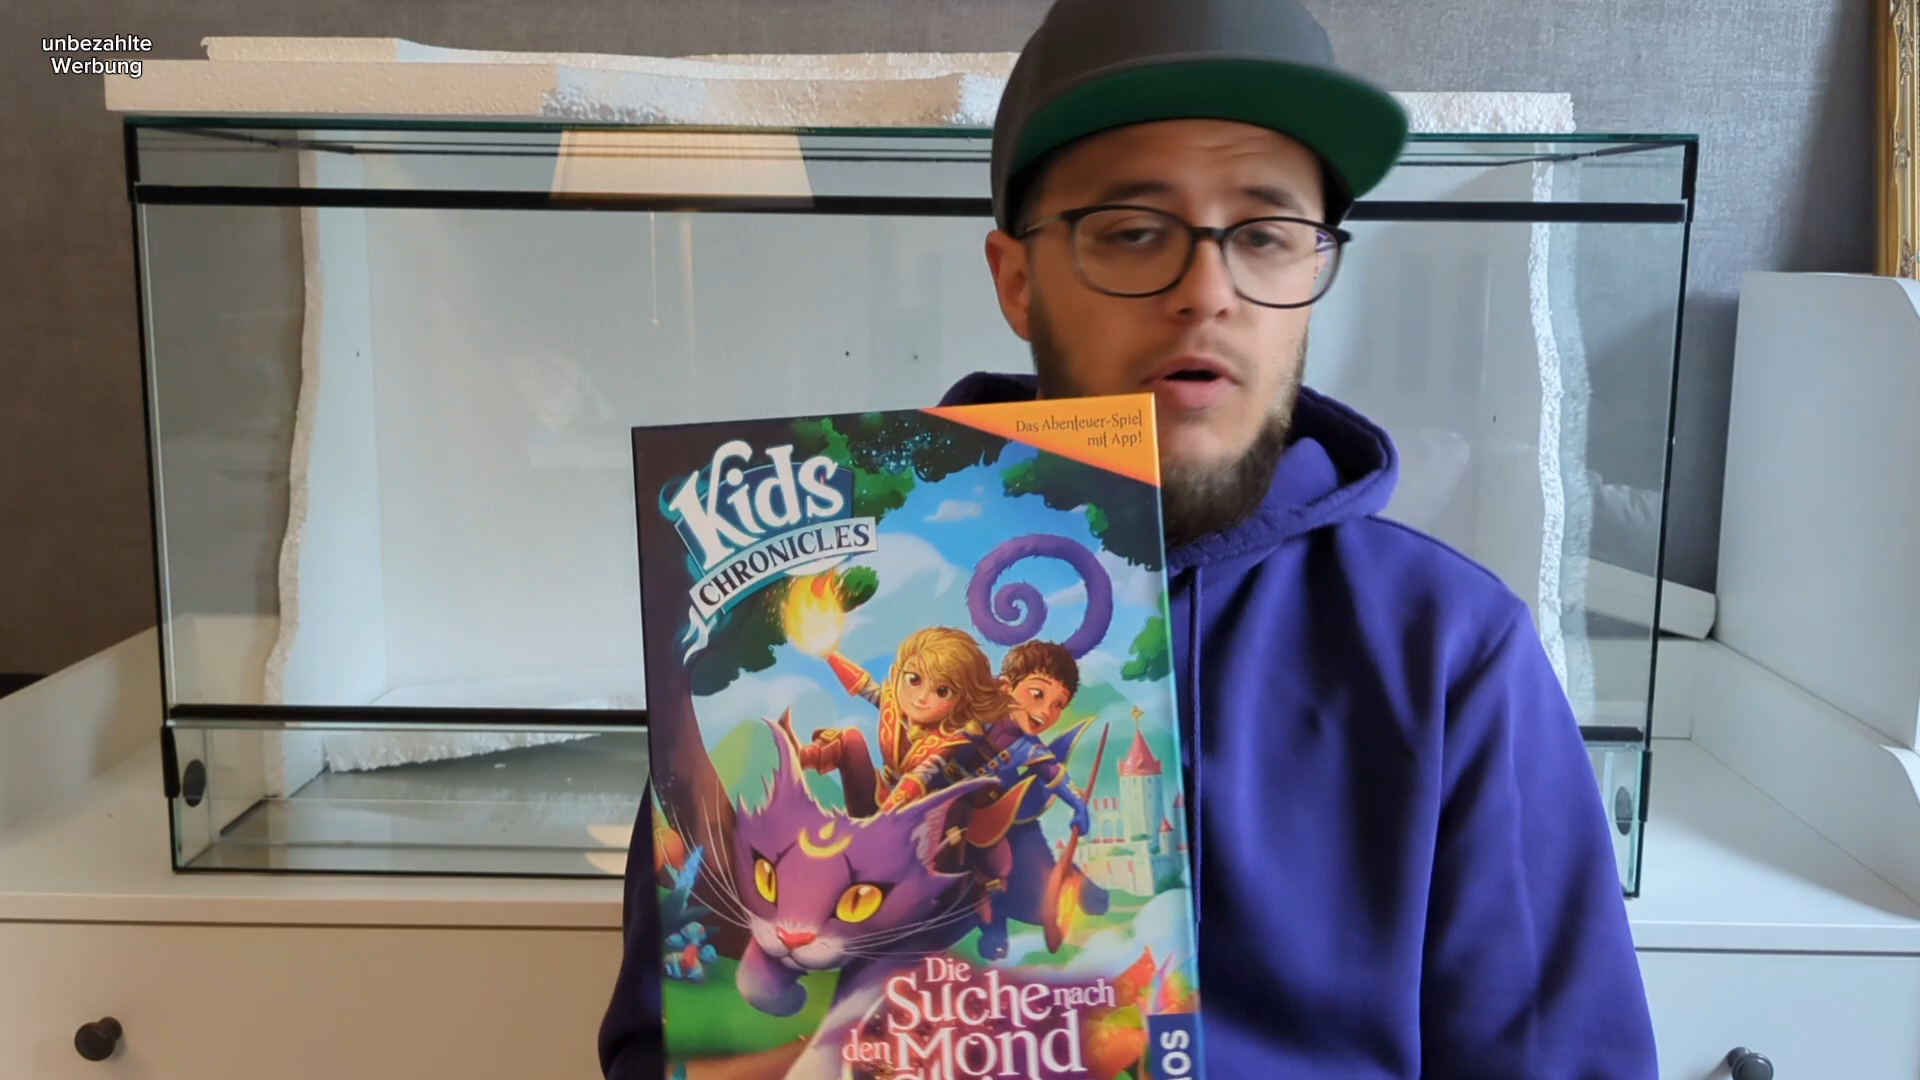 unbezahlte
Werbung
Das Abenteuer-Spiel
mit App!
Kids
CHRONICLES
Die
Suche nach
den Mond